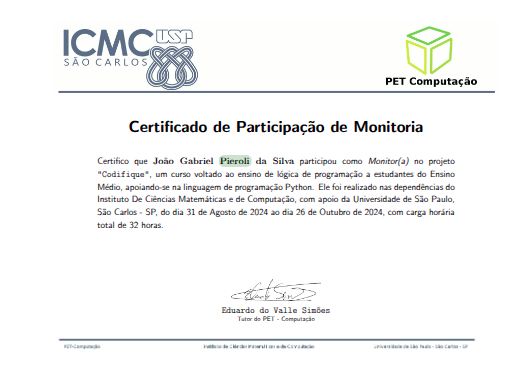 ICMC USP
SÃO CARLOS
PET Computação
Certificado de Participação de Monitoria
Certifico que João Gabriel Pieroli da Silva participou como Monitor(a) no projeto
"Codifique", um curso voltado ao ensino de lógica de programação a estudantes do Ensino
Médio, apoiando-se na linguagem de programação Python. Ele foi realizado nas dependências do
Instituto De Ciências Matemáticas e de Computação, com apoio da Universidade de São Paulo,
São Carlos - SP, do dia 31 de Agosto de 2024 ao dia 26 de Outubro de 2024, com carga horária
total de 32 horas.
Eduardo do Valle Simões
Tutor do PET - Computação
PET-Computação
Instituto de Ciências Matemáticas e de Computação
Universidade de São Paulo - São Carlos - SP